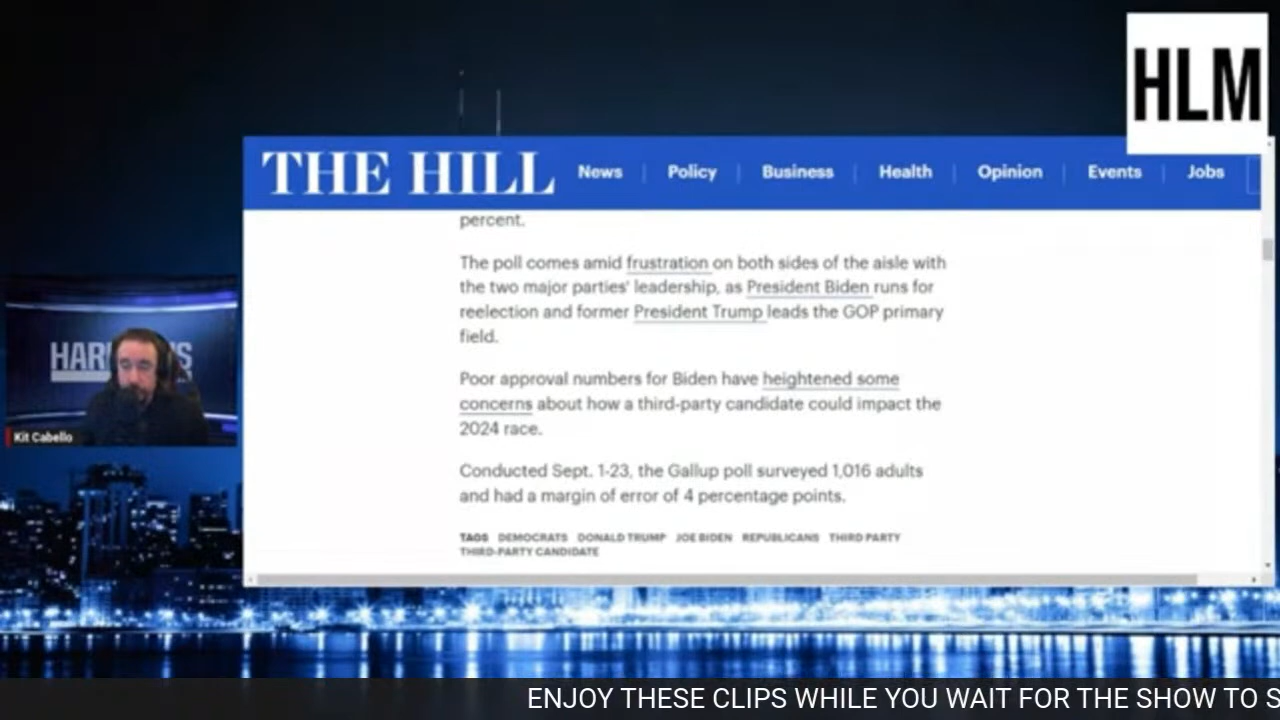 HLM
THE HILL
News
Policy
Business
Health
Opinion
Events
Jobs
percent.
The poll comes amid frustration on both sides of the aisle with
the two major parties' leadership, as President Biden runs for
reelection and former President Trump leads the GOP primary
field.
Poor approval numbers for Biden have heightened some
concerns about how a third-party candidate could impact the
2024 race.
Conducted Sept. 1-23, the Gallup poll surveyed 1,016 adults
and had a margin of error of 4 percentage points.
TAGS DEMOCRATS DONALD TRUMP JOE BIDEN REPUBLICANS THIRD PARTY
THIRD-PARTY CANDIDATE
Kit Cabello
ENJOY THESE CLIPS WHILE YOU WAIT FOR THE SHOW TO S